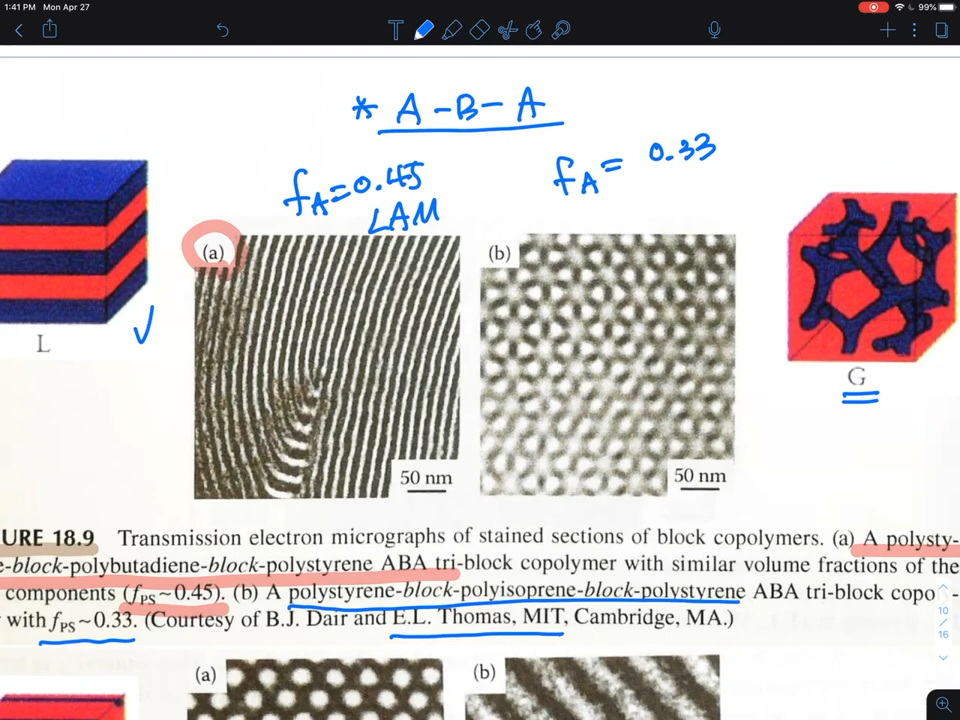 1:41 PM Mon Apr 27
99%
* A-B-A
fA=0.45
LAM
fA= 0.33
(a)
(b)
L
G
50 nm
50 nm
URE 18.9 Transmission electron micrographs of stained sections of block copolymers. (a) A polysty-
e-block-polybutadiene-block-polystyrene ABA tri-block copolymer with similar volume fractions of the
components (fPS~0.45). (b) A polystyrene-block-polyisoprene-block-polystyrene ABA tri-block copo -
with fPS~0.33. (Courtesy of B.J. Dair and E.L. Thomas, MIT, Cambridge, MA.)
10
/
16
(a)
(b)